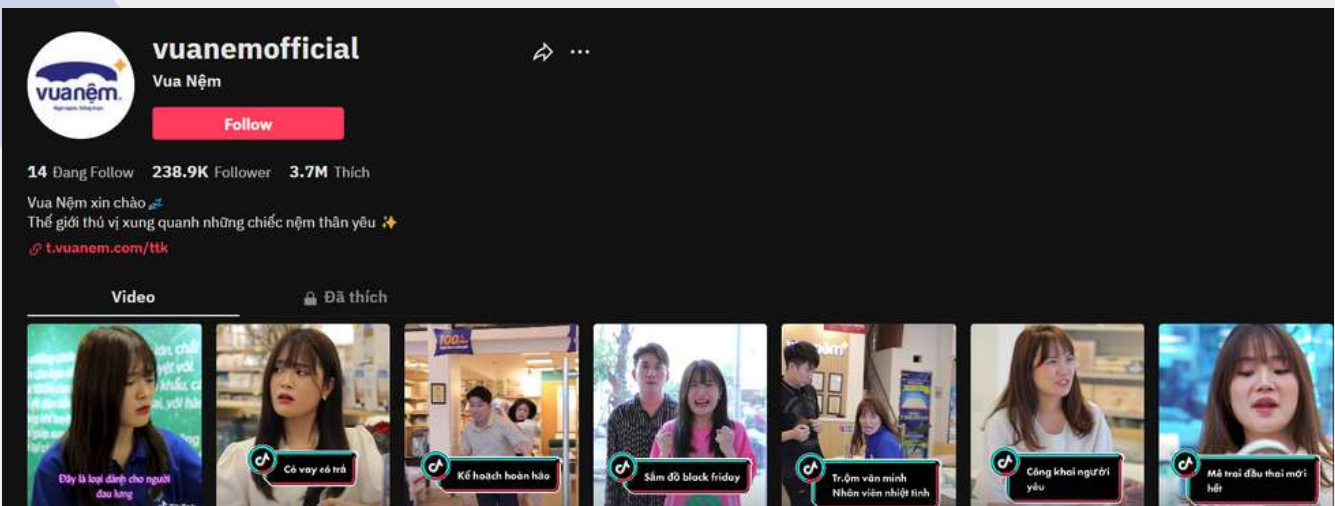 vuanemofficial
Vua Nệm
vuanệm.
Follow
14 Đang Follow 238.9K Follower 3.7M Thích
Vua Nệm xin chào
Thế giới thú vị xung quanh những chiếc nệm thân yêu
t.vuanem.com/ttk
Video
Đã thích
Đây là loại dành cho người
đau lưng
Có vay có trả
100
Kế hoạch hoàn hảo
Sắm đồ black friday
Tr.ộm văn minh
Nhân viên nhiệt tình
Công khai người
yêu
Mê trai đầu thai mới
hết